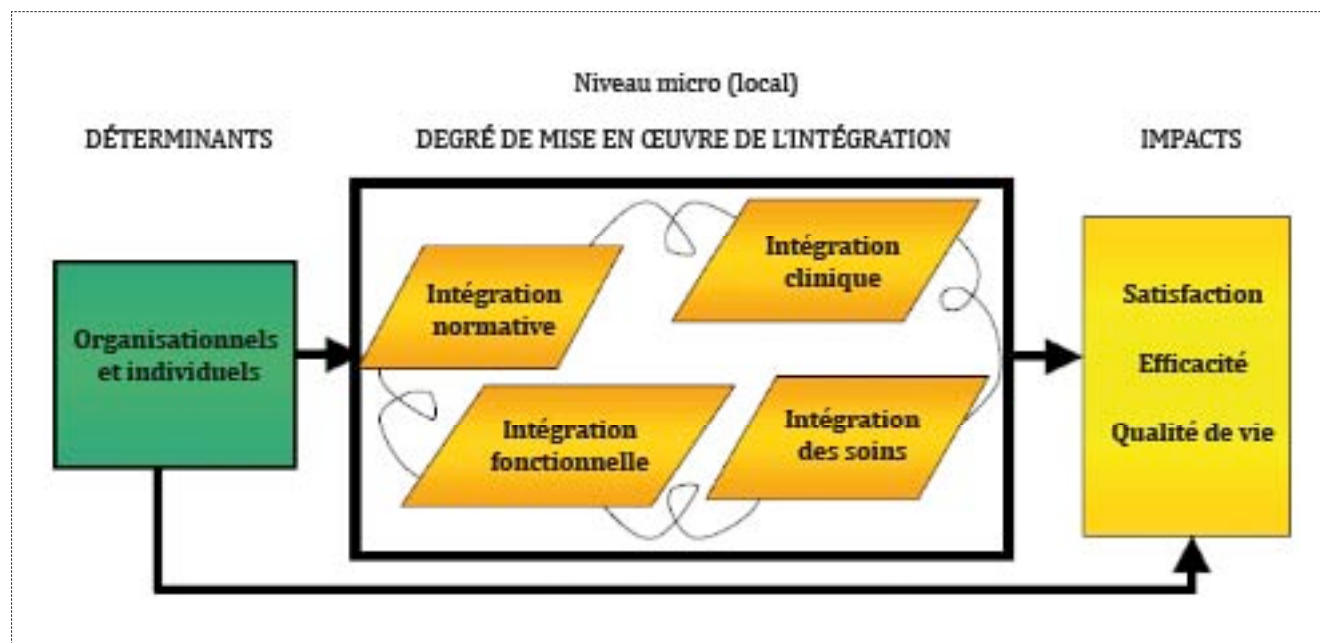 Niveau micro (local)
DÉTERMINANTS
DEGRÉ DE MISE EN ŒUVRE DE L'INTÉGRATION
IMPACTS
Organisationnels
et individuels
Intégration
normative
Intégration
clinique
Intégration
fonctionnelle
Intégration
des soins
Satisfaction
Efficacité
Qualité de vie